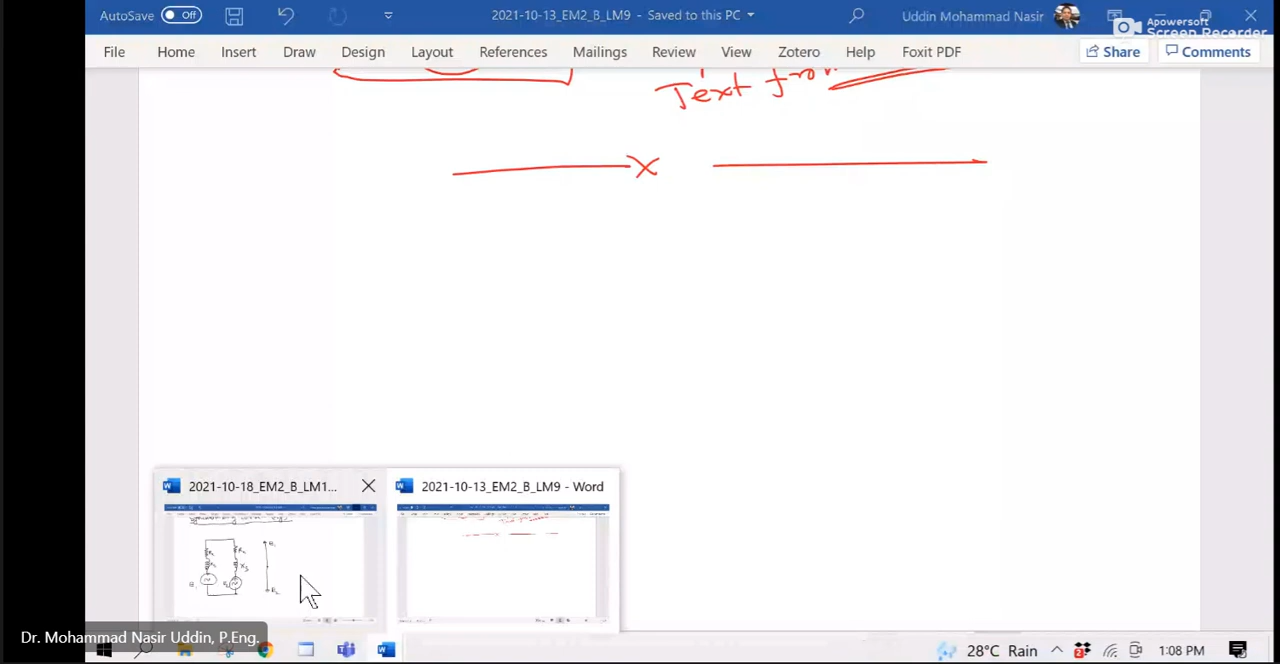 AutoSave Off 2021-10-13_EM2_B_LM9 - Saved to this PC Uddin Mohammad Nasir
Apowersoft
Screen Recorder
File Home Insert Draw Design Layout References Mailings Review View Zotero Help Foxit PDF Share Comments
Text from
X
2021-10-18_EM2_B_LM1... 2021-10-13_EM2_B_LM9 - Word
Dr. Mohammad Nasir Uddin, P.Eng.
28°C Rain 1:08 PM